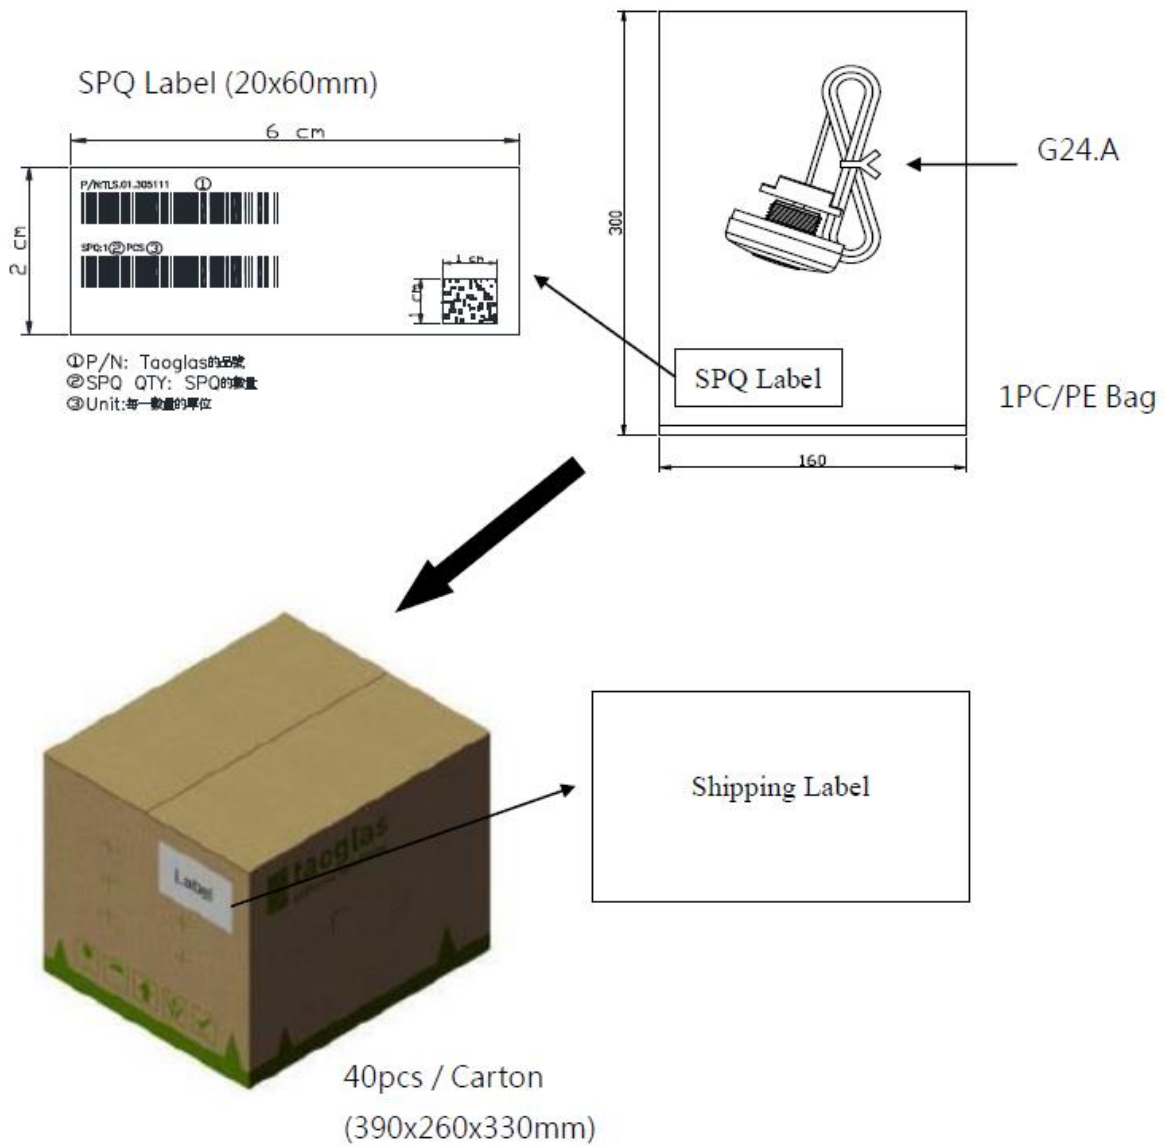 SPQ Label (20x60mm)
6 cm
2 cm
P/N:TLS.01.305111 ①
SPQ:1②PCS③
1 cm
1 cm
①P/N: Taoglas的品號
②SPQ QTY: SPQ的數量
③Unit:每一數量的單位
300
G24.A
SPQ Label
1PC/PE Bag
160
taoglas
Label
Shipping Label
40pcs / Carton
(390x260x330mm)